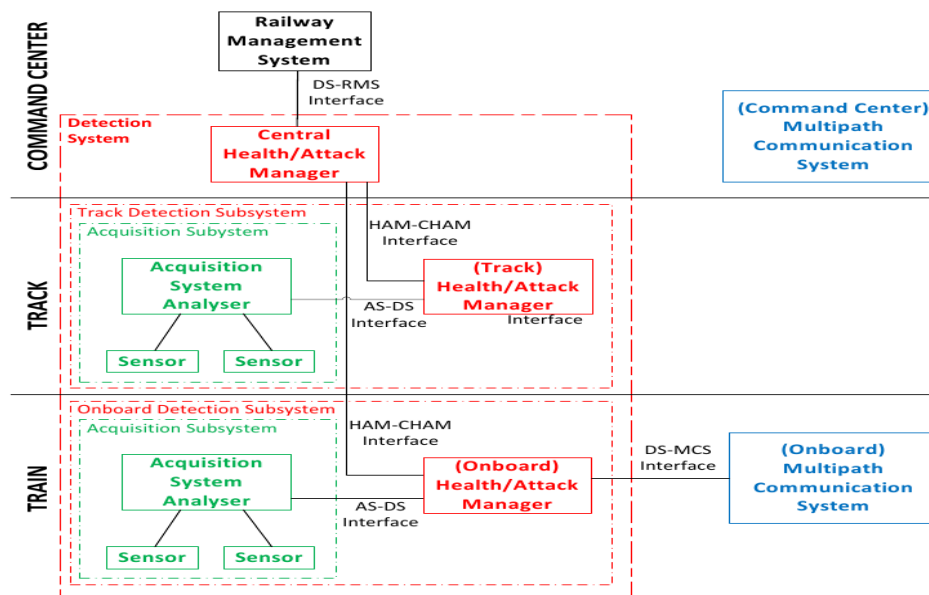 COMMAND CENTER
Railway
Management
System
DS-RMS
Interface
Detection
System
Central
Health/Attack
Manager
(Command Center)
Multipath
Communication
System
TRACK
Track Detection Subsystem
Acquisition Subystem
Acquisition
System
Analyser
Sensor
Sensor
HAM-CHAM
Interface
AS-DS
Interface
(Track)
Health/Attack
Manager
Interface
TRAIN
Onboard Detection Subsystem
Acquisition Subsystem
Acquisition
System
Analyser
Sensor
Sensor
HAM-CHAM
Interface
AS-DS
Interface
(Onboard)
Health/Attack
Manager
DS-MCS
Interface
(Onboard)
Multipath
Communication
System